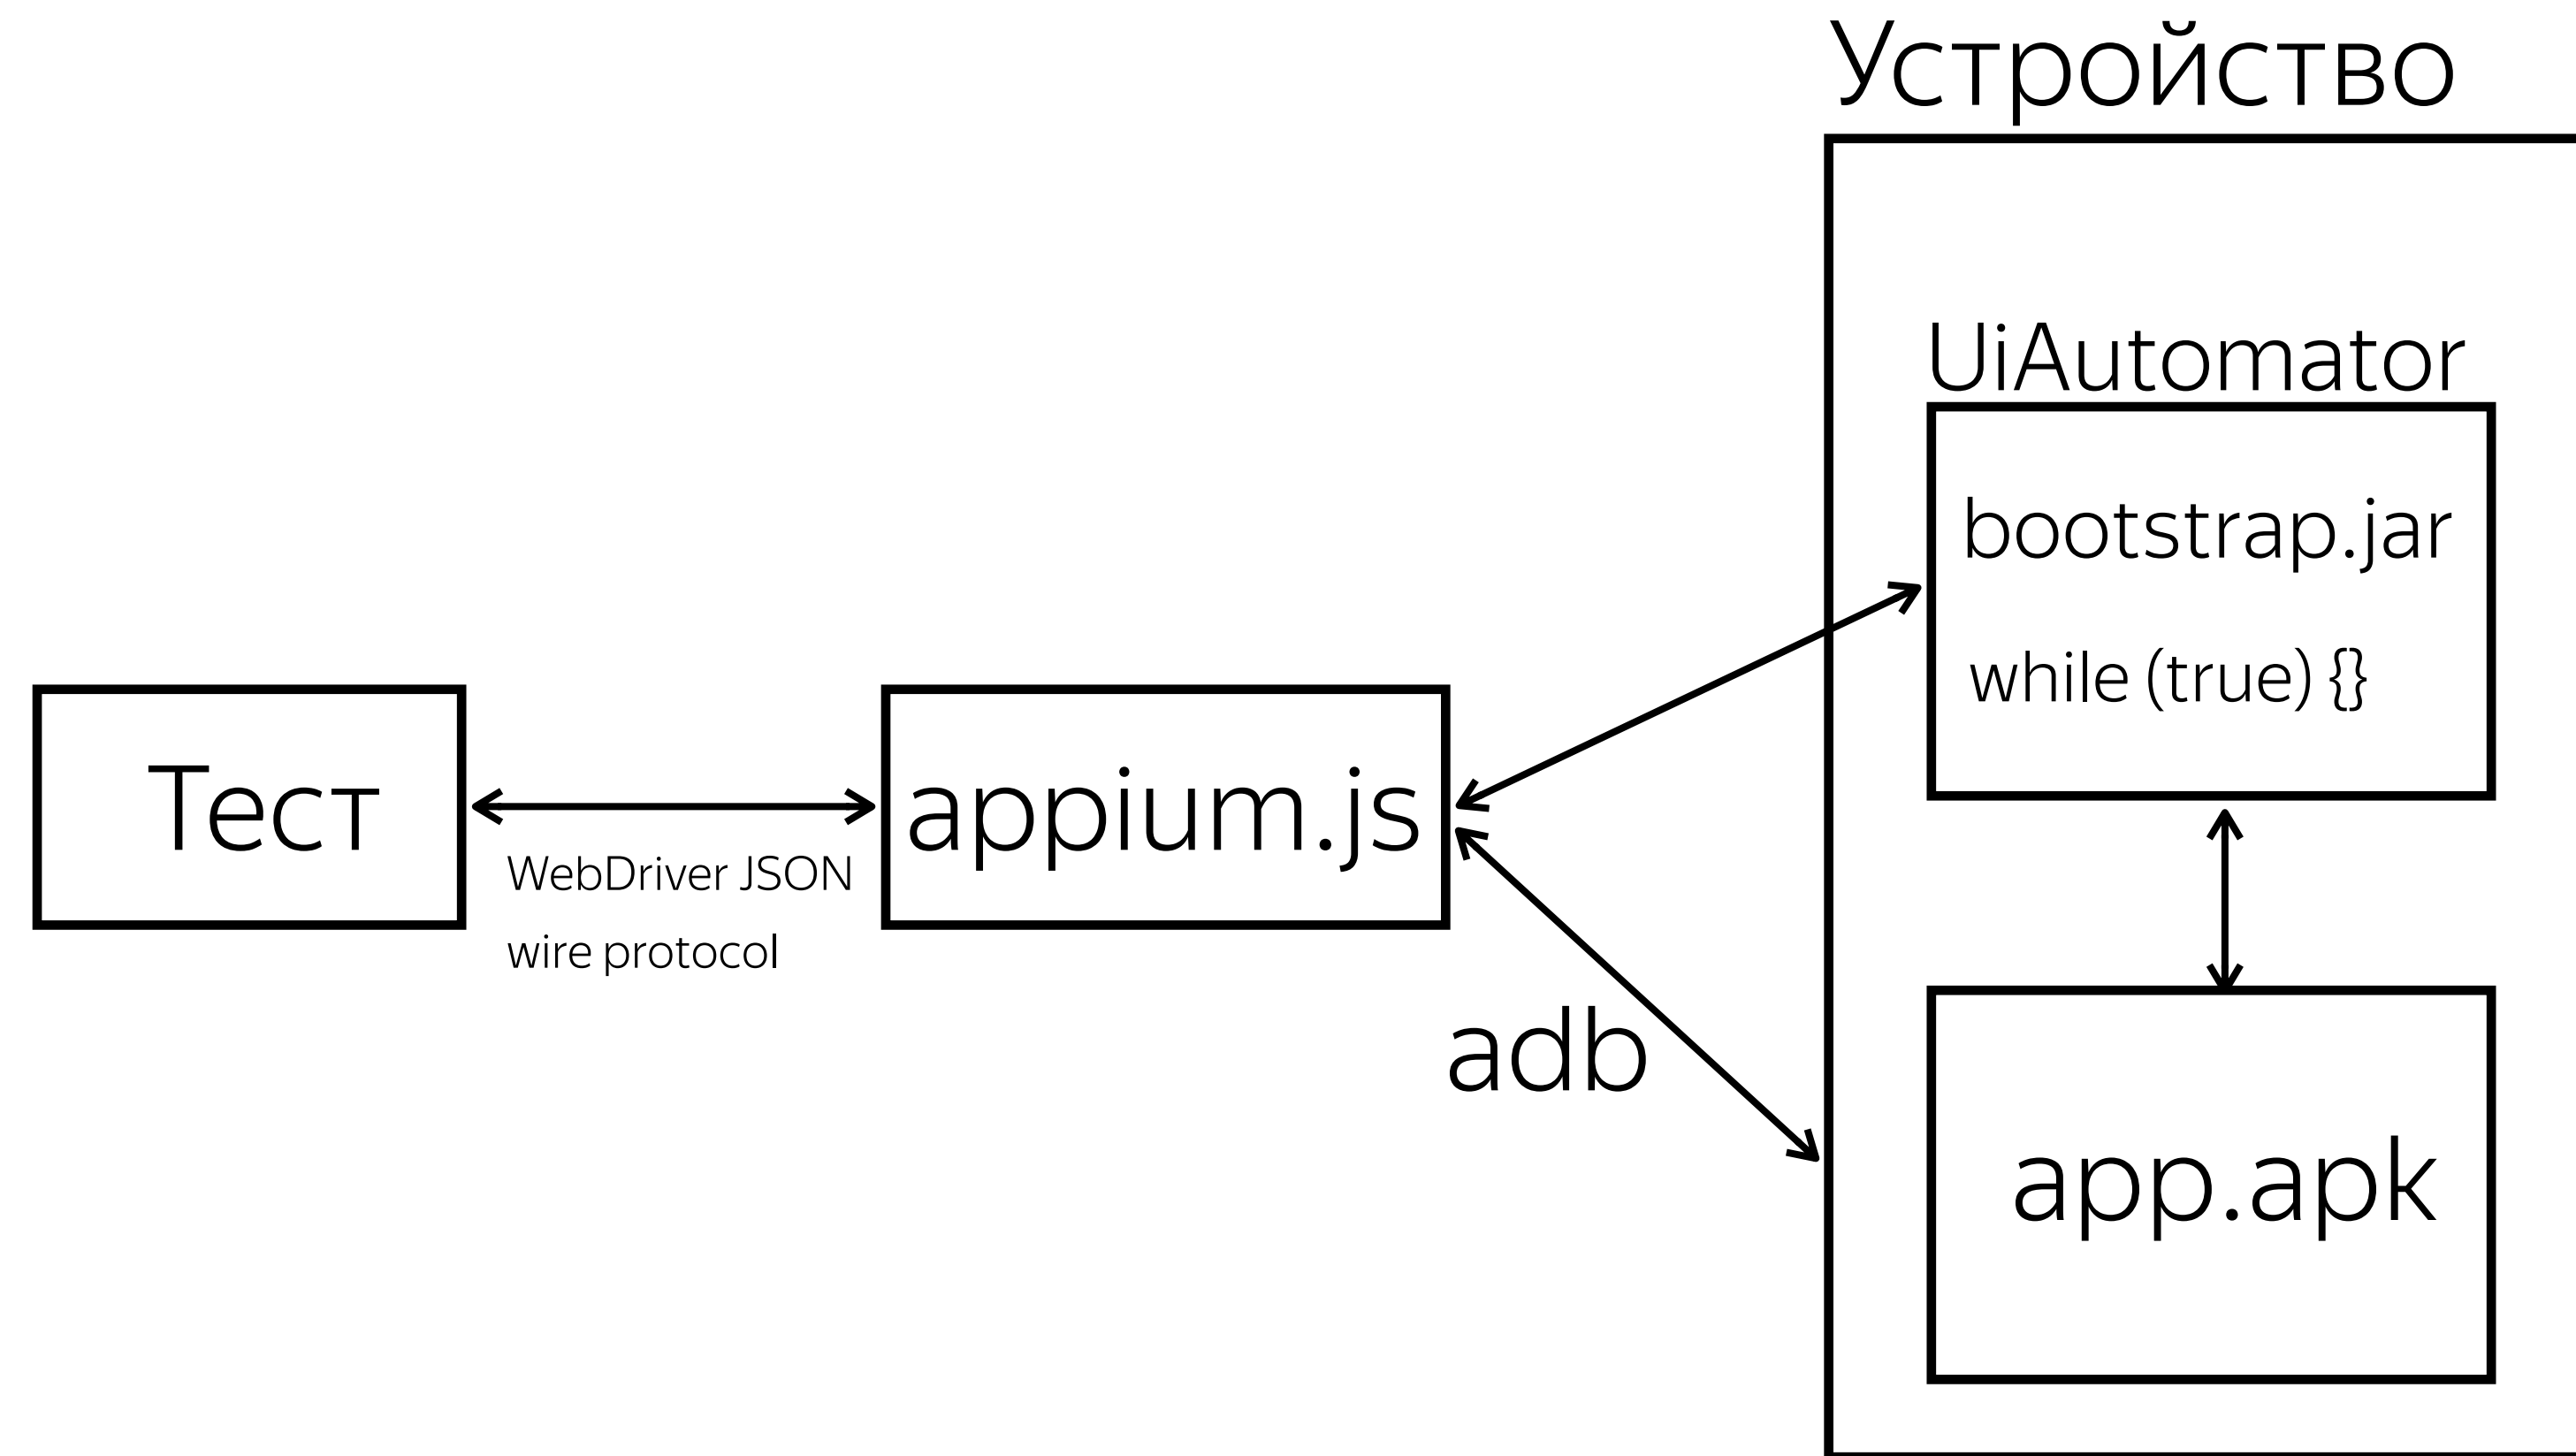 Устройство
UiAutomator
bootstrap.jar
while (true) {}
Тест
WebDriver JSON
wire protocol
appium.js
adb
app.apk